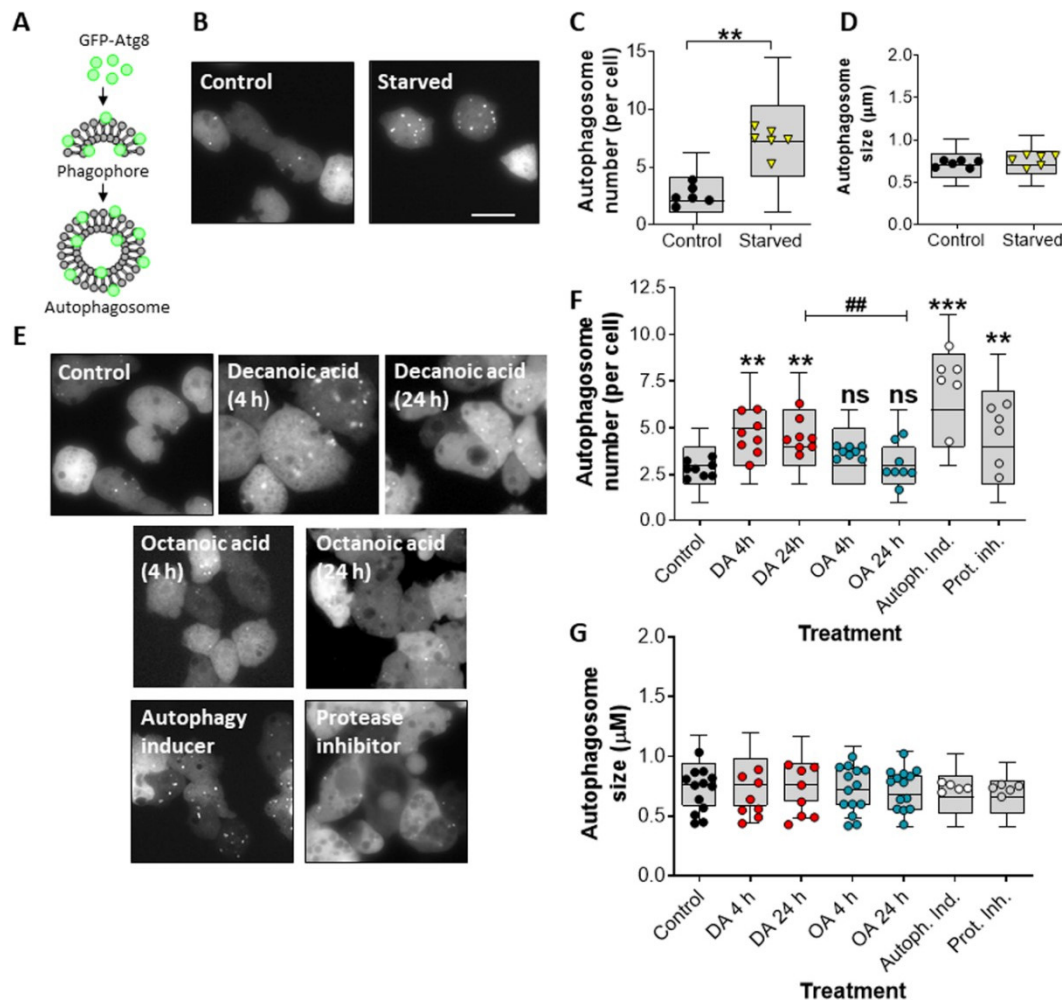 A
GFP-Atg8
Phagophore
Autophagosome
B
Control
Starved
C
**
Autophagosome
number (per cell)
15
10
5
0
Control
Starved
D
Autophagosome
size (μm)
2.0
1.5
1.0
0.5
0.0
Control
Starved
E
Control
Decanoic acid
(4 h)
Decanoic acid
(24 h)
Octanoic acid
(4 h)
Octanoic acid
(24 h)
Autophagy
inducer
Protease
inhibitor
F
Autophagosome
number (per cell)
12.5
10.0
7.5
5.0
2.5
0.0
**
**
##
ns
ns
***
**
Control
DA 4h
DA 24h
OA 4h
OA 24 h
Autoph. Ind.
Prot. inh.
Treatment
G
Autophagosome
size (μM)
2.0
1.5
1.0
0.5
0.0
Control
DA 4 h
DA 24 h
OA 4 h
OA 24 h
Autoph. Ind.
Prot. Inh.
Treatment